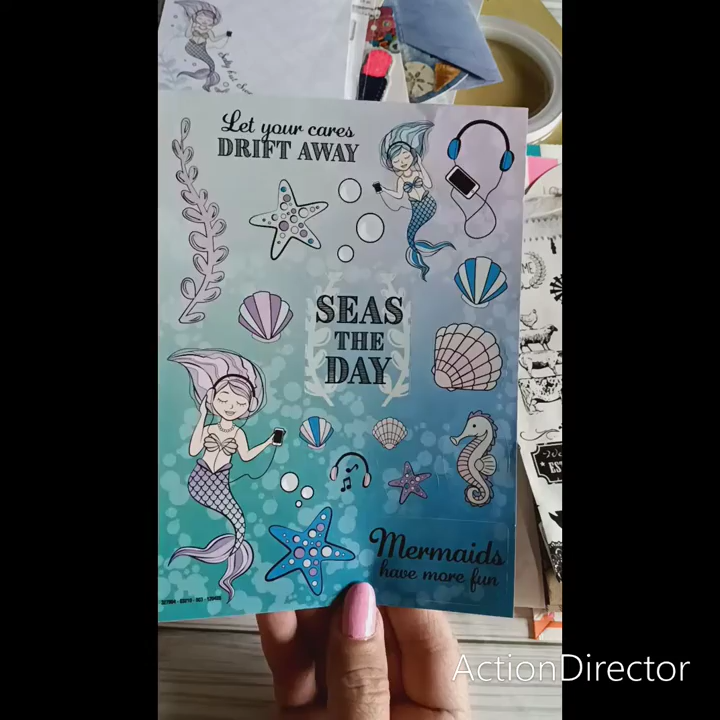 Let your cares
DRIFT AWAY
SEAS
THE
DAY
Mermaids
have more fun
ActionDirector